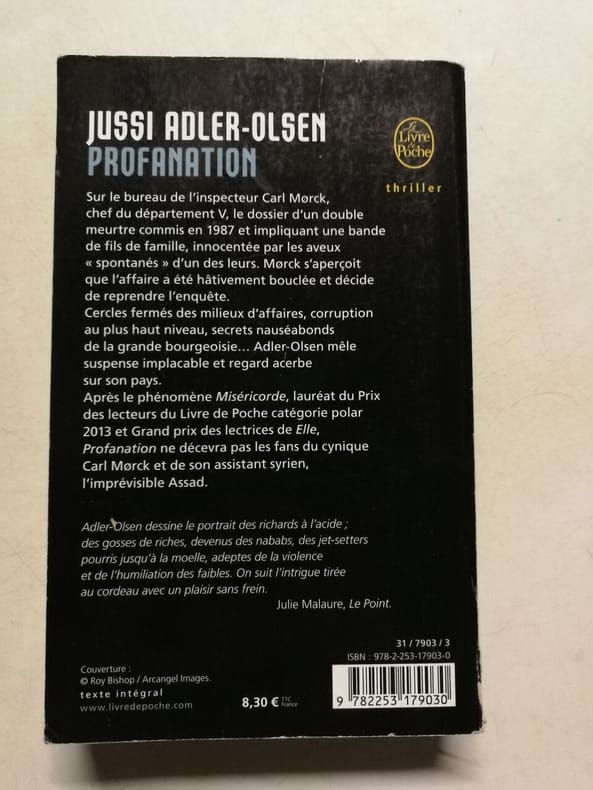 JUSSI ADLER-OLSEN
PROFANATION
Le
Livre
de
Poche
thriller
Sur le bureau de l'inspecteur Carl Mørck,
chef du département V, le dossier d'un double
meurtre commis en 1987 et impliquant une bande
de fils de famille, innocentée par les aveux
« spontanés » d'un des leurs. Mørck s'aperçoit
que l'affaire a été hâtivement bouclée et décide
de reprendre l'enquête.
Cercles fermés des milieux d'affaires, corruption
au plus haut niveau, secrets nauséabonds
de la grande bourgeoisie... Adler-Olsen mêle
suspense implacable et regard acerbe
sur son pays.
Après le phénomène Miséricorde, lauréat du Prix
des lecteurs du Livre de Poche catégorie polar
2013 et Grand prix des lectrices de Elle,
Profanation ne décevra pas les fans du cynique
Carl Mørck et de son assistant syrien,
l'imprévisible Assad.
Adler-Olsen dessine le portrait des richards à l'acide ;
des gosses de riches, devenus des nababs, des jet-setters
pourris jusqu'à la moelle, adeptes de la violence
et de l'humiliation des faibles. On suit l'intrigue tirée
au cordeau avec un plaisir sans frein.
Julie Malaure, Le Point.
31 / 7903 / 3
ISBN : 978-2-253-17903-0
Couverture :
© Roy Bishop / Arcangel Images.
texte intégral
www.livredepoche.com
8,30 € TTC
France
9 782253 179030